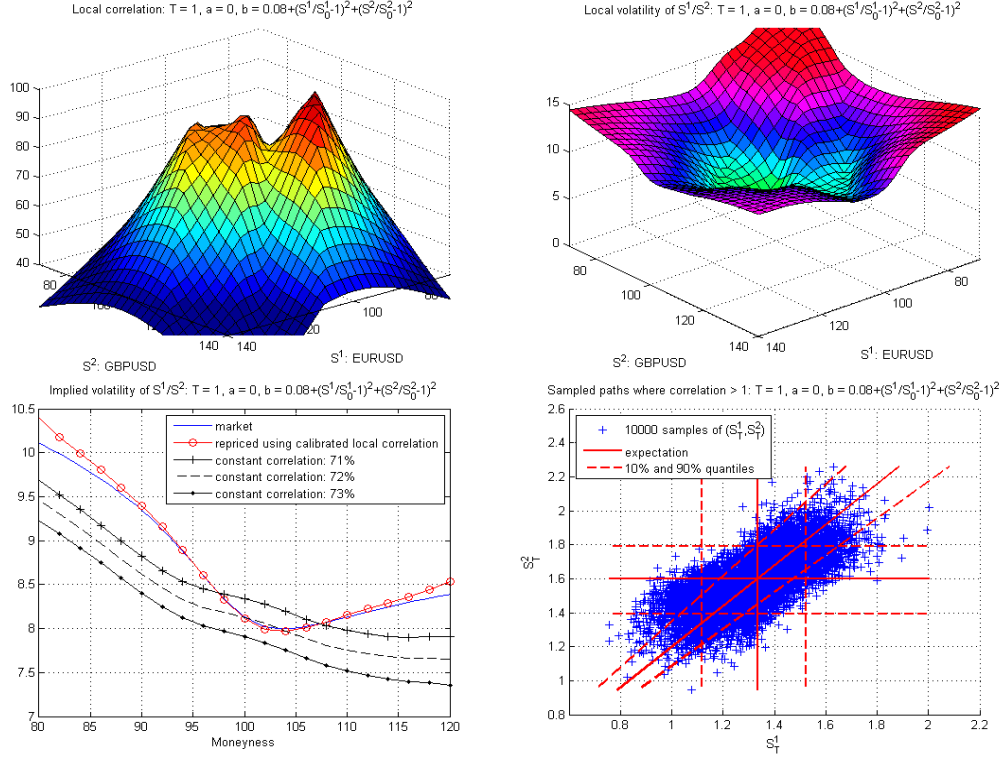 Local correlation: T = 1, a = 0, b = 0.08+(S¹/S¹₀-1)²+(S²/S²₀-1)²
100
90
80
70
60
50
40
80
100
120
140
140
120
100
80
S²: GBPUSD
S¹: EURUSD
Local volatility of S¹/S²: T = 1, a = 0, b = 0.08+(S¹/S¹₀-1)²+(S²/S²₀-1)²
15
10
5
0
80
100
120
140
140
120
100
80
S²: GBPUSD
S¹: EURUSD
Implied volatility of S¹/S²: T = 1, a = 0, b = 0.08+(S¹/S¹₀-1)²+(S²/S²₀-1)²
10.5
10
9.5
9
8.5
8
7.5
7
market
repriced using calibrated local correlation
constant correlation: 71%
constant correlation: 72%
constant correlation: 73%
80 85 90 95 100 105 110 115 120
Moneyness
Sampled paths where correlation > 1: T = 1, a = 0, b = 0.08+(S¹/S¹₀-1)²+(S²/S²₀-1)²
2.6
2.4
2.2
2
1.8
1.6
1.4
1.2
1
0.8
10000 samples of (S¹_T,S²_T)
expectation
10% and 90% quantiles
S²_T
0.6 0.8 1 1.2 1.4 1.6 1.8 2 2.2
S¹_T